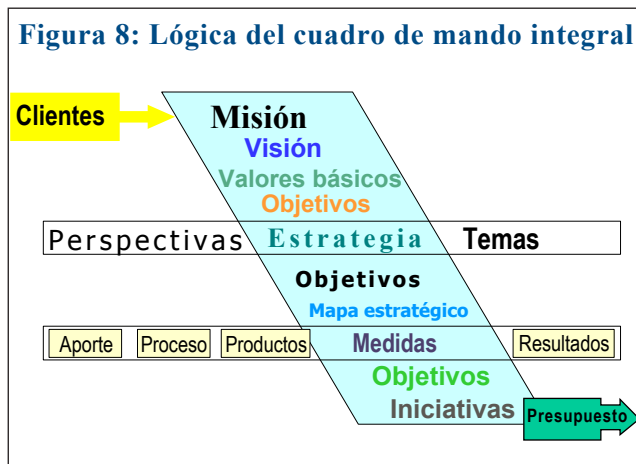 Figura 8: Lógica del cuadro de mando integral
Clientes
Misión
Visión
Valores básicos
Objetivos
Perspectivas Estrategia Temas
Objetivos
Mapa estratégico
Aporte Proceso Productos Medidas Resultados
Objetivos
Iniciativas
Presupuesto